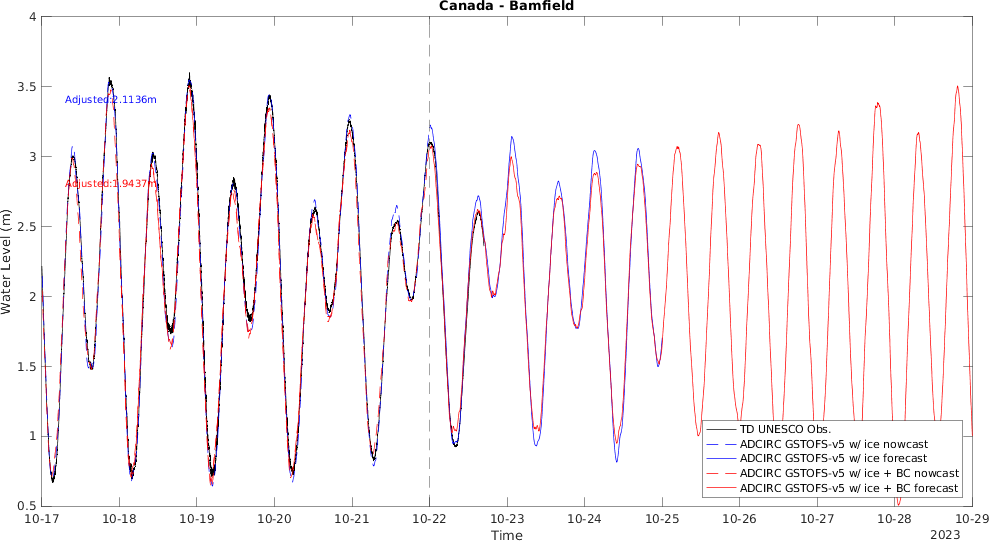 Canada - Bamfield
4
3.5
3
2.5
2
1.5
1
0.5
Water Level (m)
Adjusted:2.1136m
Adjusted:1.9437m
TD UNESCO Obs.
ADCIRC GSTOFS-v5 w/ ice nowcast
ADCIRC GSTOFS-v5 w/ ice forecast
ADCIRC GSTOFS-v5 w/ ice + BC nowcast
ADCIRC GSTOFS-v5 w/ ice + BC forecast
10-17 10-18 10-19 10-20 10-21 10-22 10-23 10-24 10-25 10-26 10-27 10-28 10-29
Time
2023